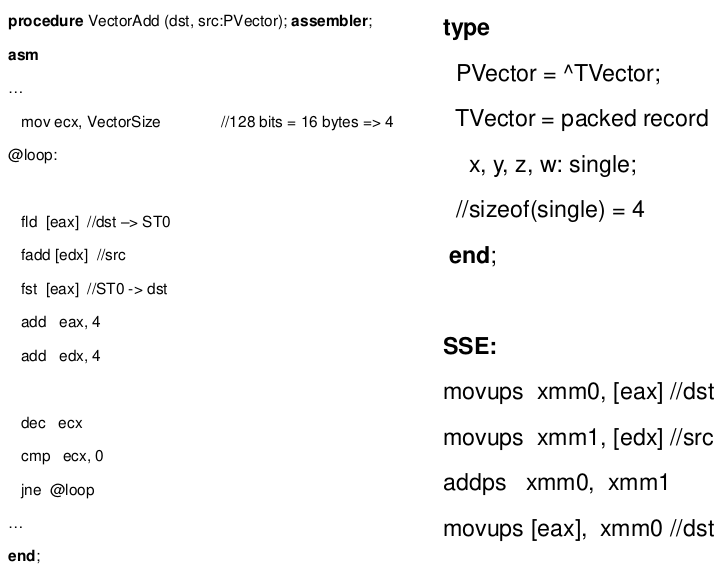 procedure VectorAdd (dst, src:PVector); assembler;
asm
…
mov ecx, VectorSize //128 bits = 16 bytes => 4
@loop:
fld [eax] //dst –> ST0
fadd [edx] //src
fst [eax] //ST0 -> dst
add eax, 4
add edx, 4
dec ecx
cmp ecx, 0
jne @loop
…
end;
type
PVector = ^TVector;
TVector = packed record
x, y, z, w: single;
//sizeof(single) = 4
end;
SSE:
movups xmm0, [eax] //dst
movups xmm1, [edx] //src
addps xmm0, xmm1
movups [eax], xmm0 //dst